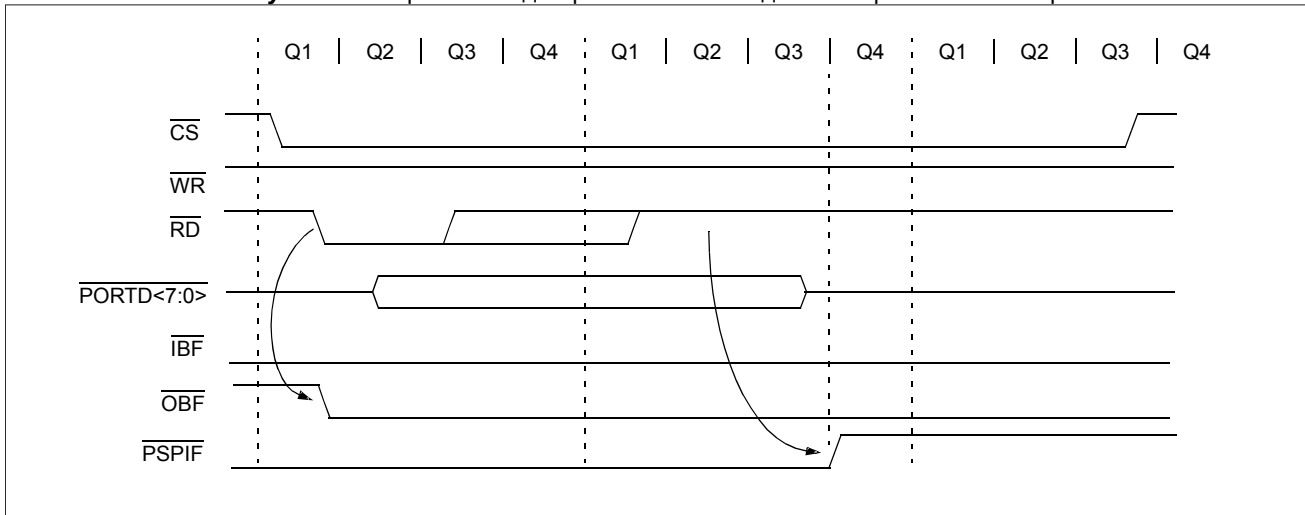 Q1 | Q2 | Q3 | Q4 | Q1 | Q2 | Q3 | Q4 | Q1 | Q2 | Q3 | Q4
CS
WR
RD
PORTD<7:0>
IBF
OBF
PSPIF